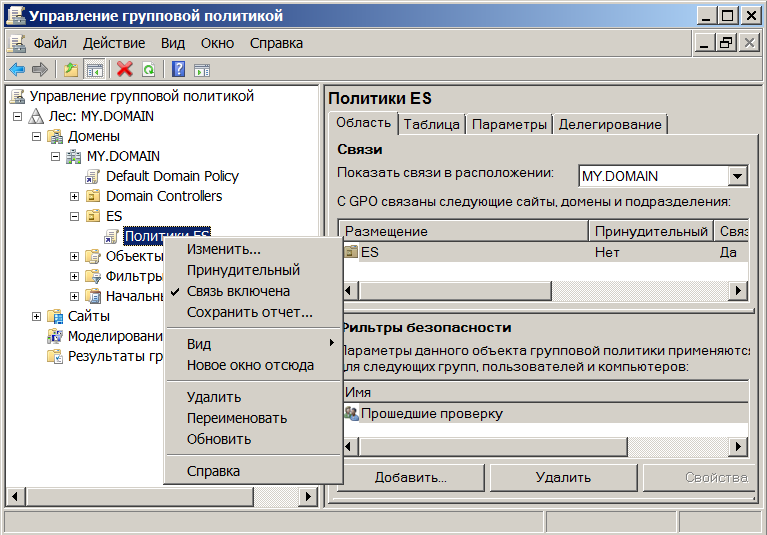 Управление групповой политикой
Файл Действие Вид Окно Справка
Управление групповой политикой
Лес: MY.DOMAIN
Домены
MY.DOMAIN
Default Domain Policy
Domain Controllers
ES
Политики ES
Объекты
Фильтры
Начальны
Сайты
Моделировани
Результаты гр
Изменить...
Принудительный
Связь включена
Сохранить отчет...
Вид
Новое окно отсюда
Удалить
Переименовать
Обновить
Справка
Политики ES
Область Таблица Параметры Делегирование
Связи
Показать связи в расположении: MY.DOMAIN
С GPO связаны следующие сайты, домены и подразделения:
Размещение Принудительный Связ
ES Нет Да
Фильтры безопасности
Параметры данного объекта групповой политики применяются
для следующих групп, пользователей и компьютеров:
Имя
Прошедшие проверку
Добавить... Удалить Свойства